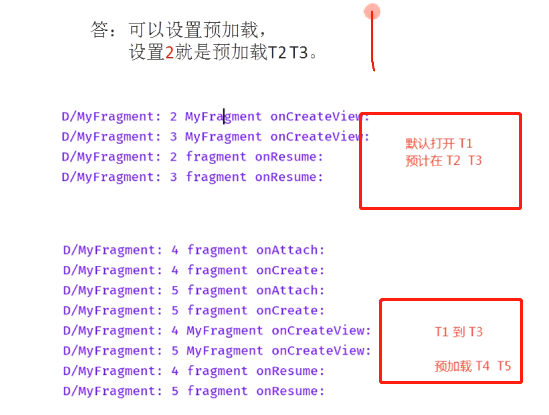 答：可以设置预加载，
设置2就是预加载T2 T3。
D/MyFragment: 2 MyFragment onCreateView:
D/MyFragment: 3 MyFragment onCreateView:
D/MyFragment: 2 fragment onResume:
D/MyFragment: 3 fragment onResume:
默认打开 T1
预计在 T2 T3
D/MyFragment: 4 fragment onAttach:
D/MyFragment: 4 fragment onCreate:
D/MyFragment: 5 fragment onAttach:
D/MyFragment: 5 fragment onCreate:
D/MyFragment: 4 MyFragment onCreateView:
D/MyFragment: 5 MyFragment onCreateView:
D/MyFragment: 4 fragment onResume:
D/MyFragment: 5 fragment onResume:
T1 到 T3
预加载 T4 T5